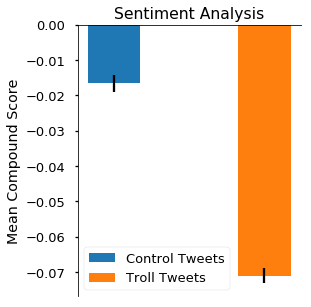 Sentiment Analysis
0.00
−0.01
−0.02
−0.03
−0.04
−0.05
−0.06
−0.07
Mean Compound Score
Control Tweets
Troll Tweets